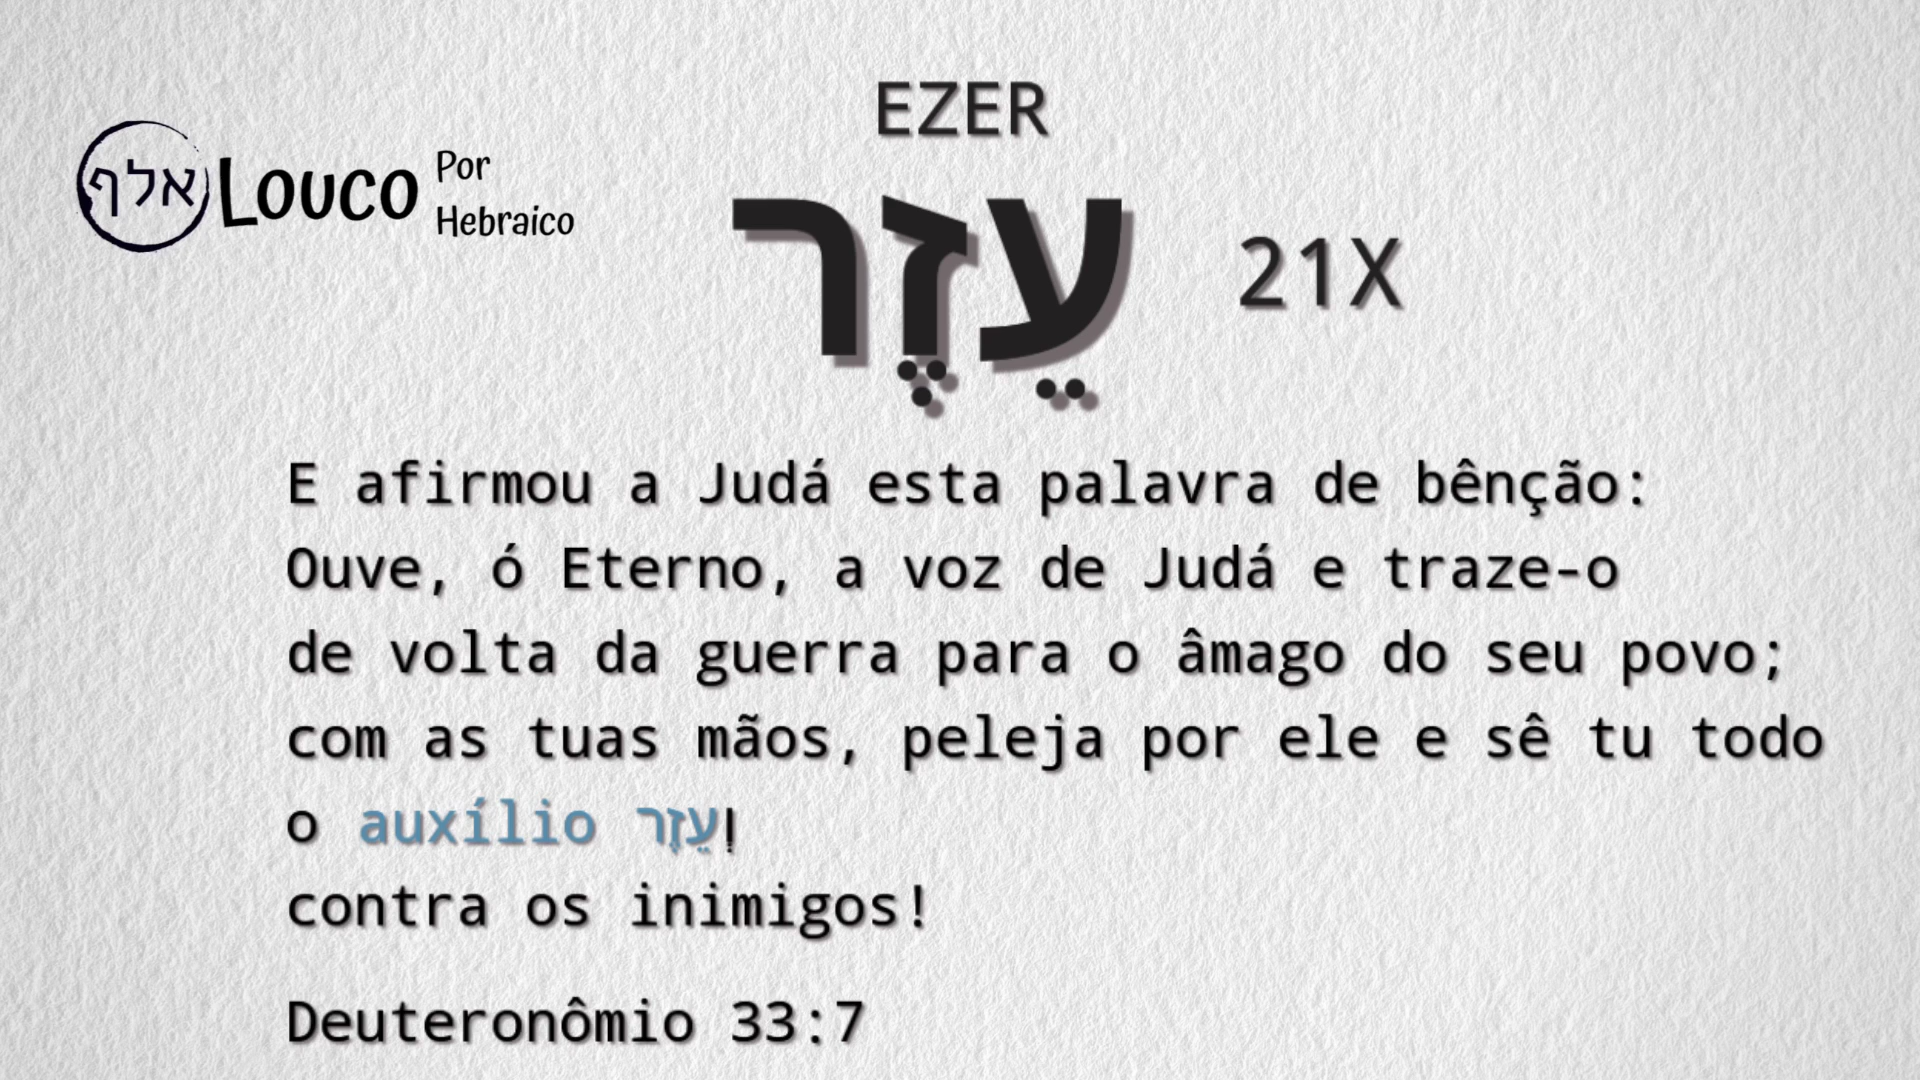 EZER
אלף Louco Por Hebraico
עֵזֶר 21X
E afirmou a Judá esta palavra de bênção:
Ouve, ó Eterno, a voz de Judá e traze-o
de volta da guerra para o âmago do seu povo;
com as tuas mãos, peleja por ele e sê tu todo
o auxílio עֵזֶר!
contra os inimigos!
Deuteronômio 33:7